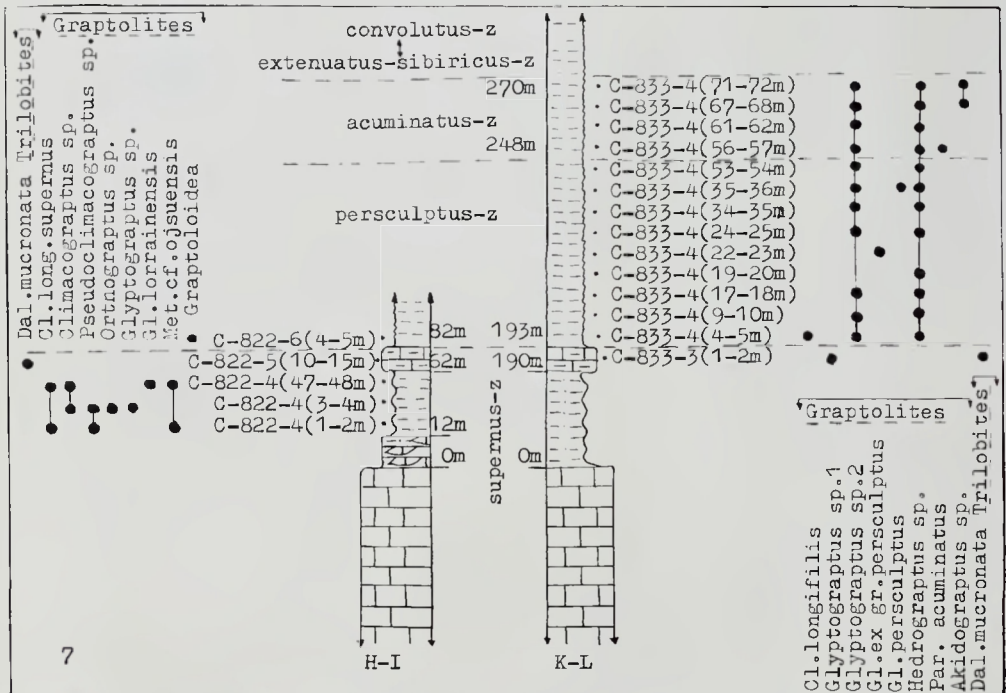 Graptolites
Dal.mucronata Trilobites
Cl.long.supernus
Climacograptus sp.
Pseudoclimacograptus sp.
Ortnograptus sp.
Glyptograptus sp.
Gl.lorrainensis
Met.cf.ojsuensis
Graptoloidea
convolutus-z
extenuatus-sibiricus-z
270m
acuminatus-z
248m
persculptus-z
C-833-4(71-72m)
C-833-4(67-68m)
C-833-4(61-62m)
C-833-4(56-57m)
C-833-4(53-54m)
C-833-4(35-36m)
C-833-4(34-35m)
C-833-4(24-25m)
C-833-4(22-23m)
C-833-4(19-20m)
C-833-4(17-18m)
C-833-4(9-10m)
C-833-4(4-5m)
C-833-3(1-2m)
C-822-6(4-5m)
C-822-5(10-15m)
C-822-4(47-48m)
C-822-4(3-4m)
C-822-4(1-2m)
82m
62m
12m
0m
193m
190m
0m
supernus-z
H-I
K-L
Graptolites
Cl.longifilis
Glyptograptus sp.1
Glyptograptus sp.2
Gl.ex gr.persculptus
Gl.persculptus
Hedrograptus sp.
Par. acuminatus
Akidograptus sp.
Dal.mucronata Trilobites
7